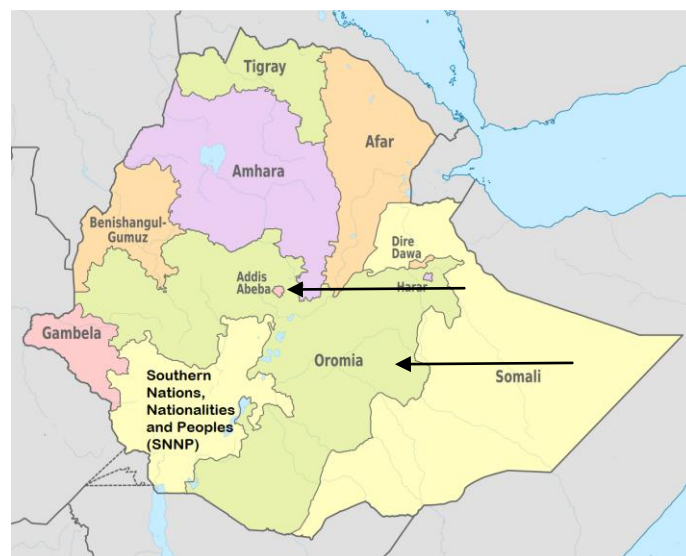 Tigray
Afar
Amhara
Benishangul-
Gumuz
Dire
Dawa
Addis
Abeba
Harar
Gambela
Oromia
Somali
Southern
Nations,
Nationalities
and Peoples
(SNNP)